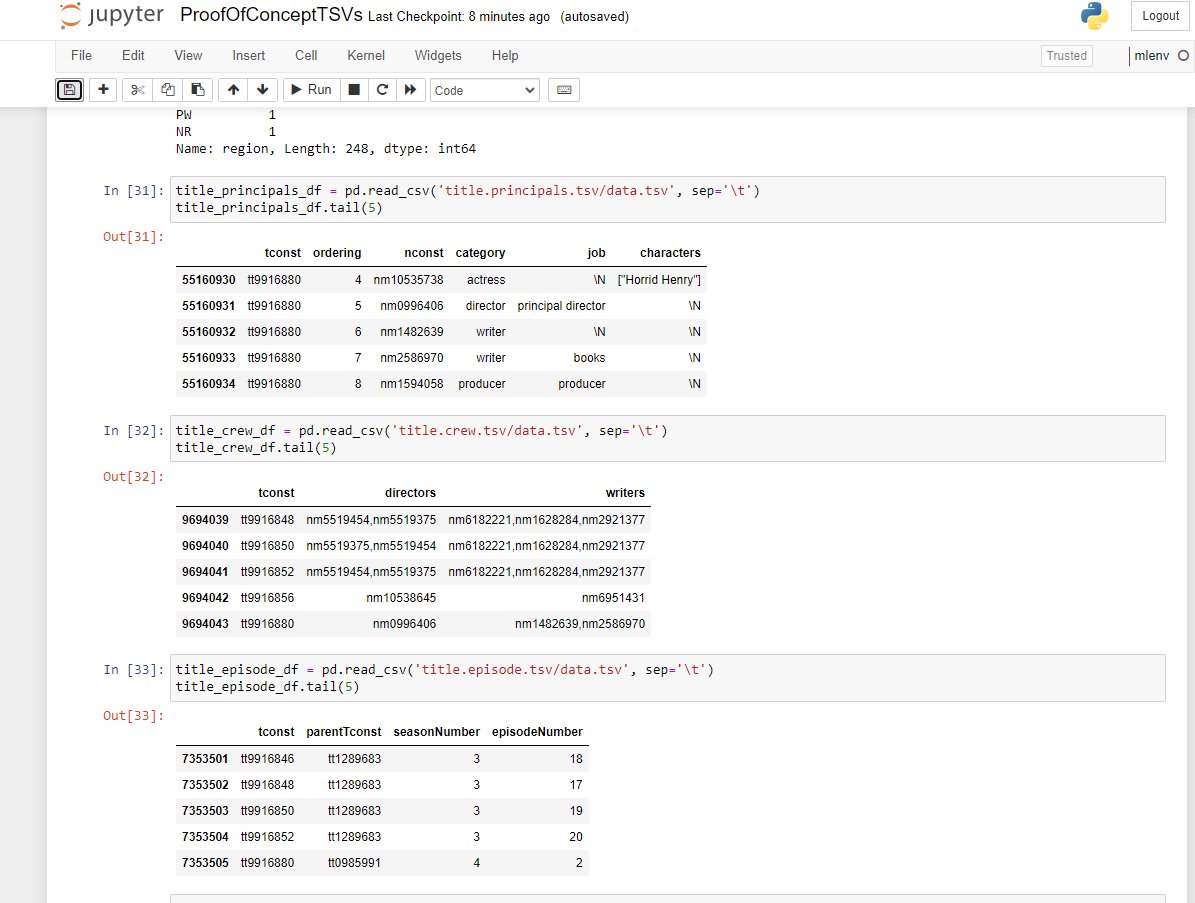 jupyter ProofOfConceptTSVs Last Checkpoint: 8 minutes ago (autosaved) Logout
File Edit View Insert Cell Kernel Widgets Help Trusted mlenv
Run Code
PW 1
NR 1
Name: region, Length: 248, dtype: int64
In [31]: title_principals_df = pd.read_csv('title.principals.tsv/data.tsv', sep='\t')
title_principals_df.tail(5)
Out[31]:
tconst ordering nconst category job characters
55160930 tt9916880 4 nm10535738 actress \N ["Horrid Henry"]
55160931 tt9916880 5 nm0996406 director principal director \N
55160932 tt9916880 6 nm1482639 writer \N \N
55160933 tt9916880 7 nm2586970 writer books \N
55160934 tt9916880 8 nm1594058 producer producer \N
In [32]: title_crew_df = pd.read_csv('title.crew.tsv/data.tsv', sep='\t')
title_crew_df.tail(5)
Out[32]:
tconst directors writers
9694039 tt9916848 nm5519454,nm5519375 nm6182221,nm1628284,nm2921377
9694040 tt9916850 nm5519375,nm5519454 nm6182221,nm1628284,nm2921377
9694041 tt9916852 nm5519454,nm5519375 nm6182221,nm1628284,nm2921377
9694042 tt9916856 nm10538645 nm6951431
9694043 tt9916880 nm0996406 nm1482639,nm2586970
In [33]: title_episode_df = pd.read_csv('title.episode.tsv/data.tsv', sep='\t')
title_episode_df.tail(5)
Out[33]:
tconst parentTconst seasonNumber episodeNumber
7353501 tt9916846 tt1289683 3 18
7353502 tt9916848 tt1289683 3 17
7353503 tt9916850 tt1289683 3 19
7353504 tt9916852 tt1289683 3 20
7353505 tt9916880 tt0985991 4 2